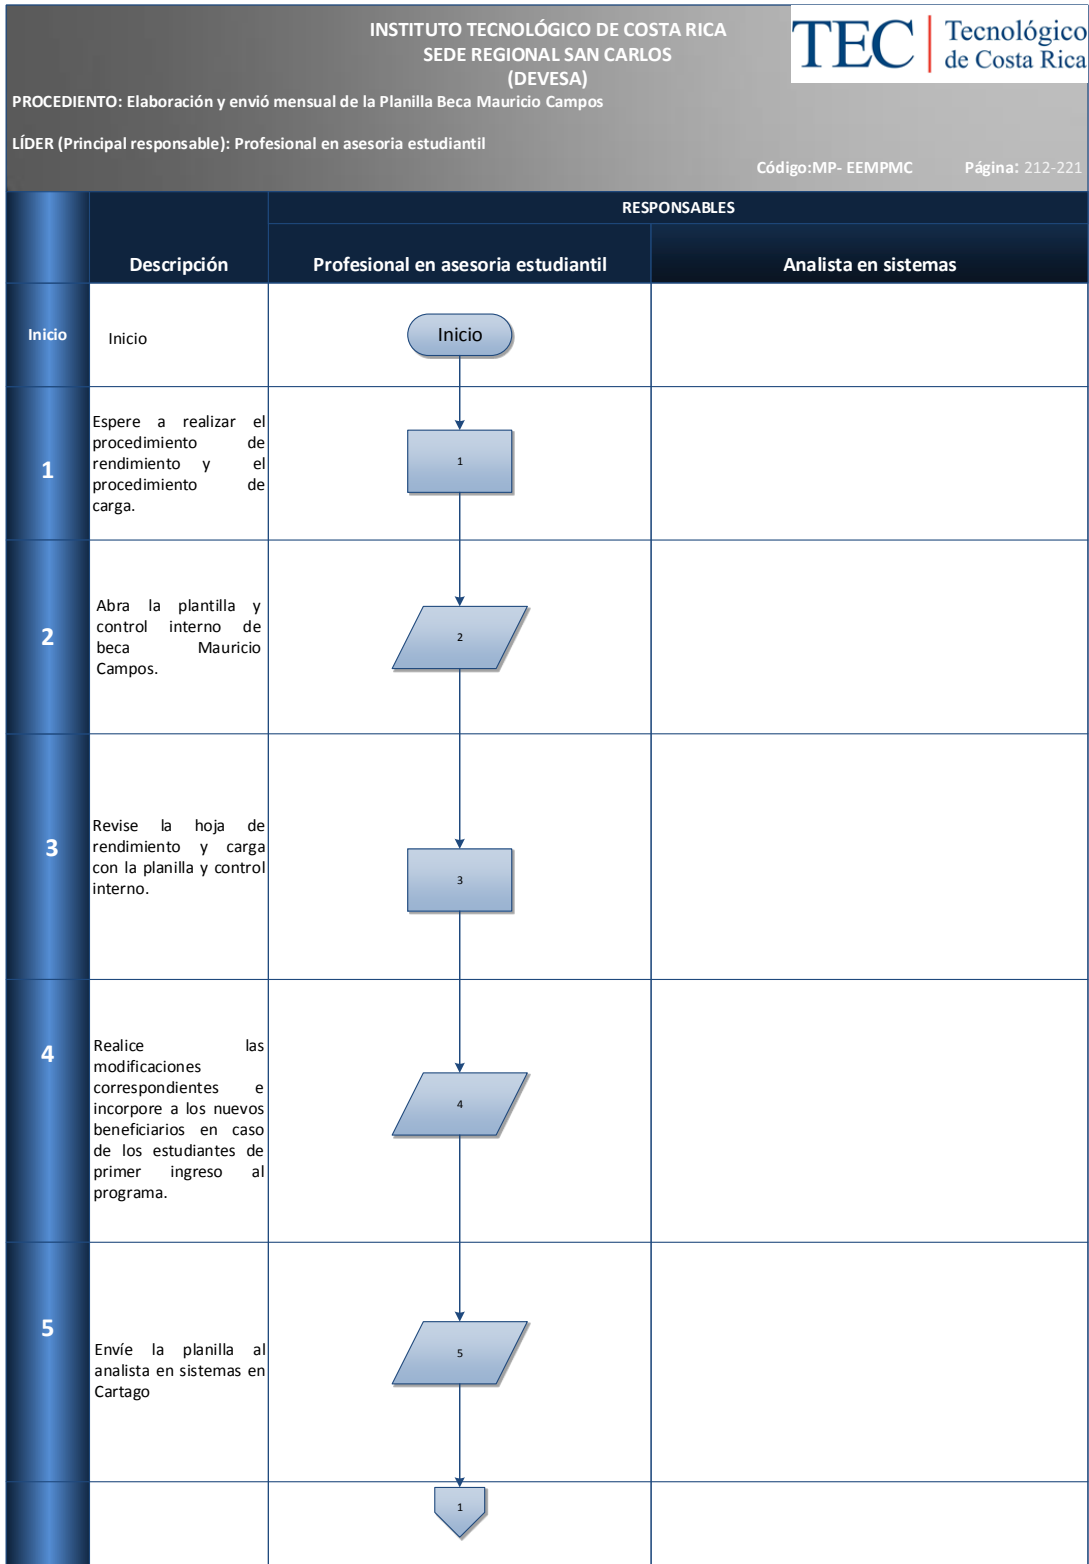 INSTITUTO TECNOLÓGICO DE COSTA RICA
SEDE REGIONAL SAN CARLOS
(DEVESA)
TEC | Tecnológico
de Costa Rica
PROCEDIENTO: Elaboración y envió mensual de la Planilla Beca Mauricio Campos
LÍDER (Principal responsable): Profesional en asesoria estudiantil
Código:MP- EEMPMC Página: 212-221
RESPONSABLES
Descripción Profesional en asesoria estudiantil Analista en sistemas
Inicio Inicio Inicio
Espere a realizar el
procedimiento de
rendimiento y el
procedimiento de
carga.
1
1
Abra la plantilla y
control interno de
beca Mauricio
Campos.
2
2
Revise la hoja de
rendimiento y carga
con la planilla y control
interno.
3
3
Realice las
modificaciones
correspondientes e
incorpore a los nuevos
beneficiarios en caso
de los estudiantes de
primer ingreso al
programa.
4
4
Envíe la planilla al
analista en sistemas en
Cartago
5
5
1